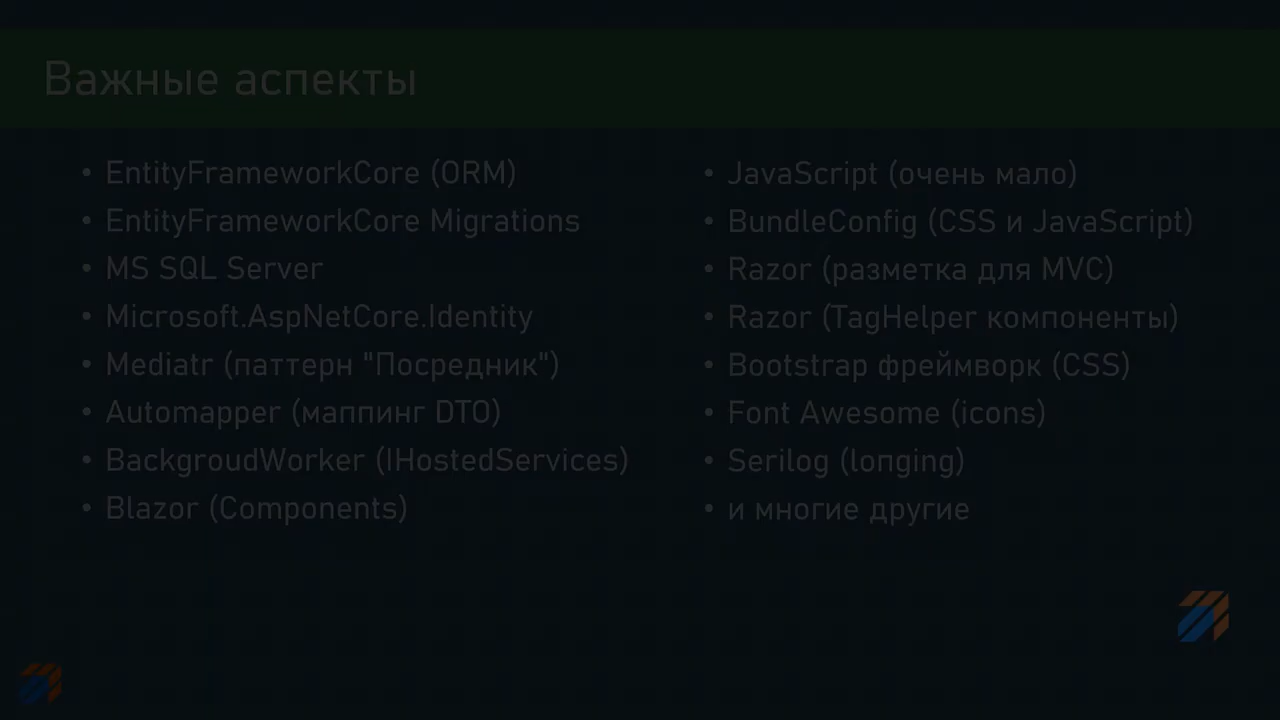 Важные аспекты
• EntityFrameworkCore (ORM)
• EntityFrameworkCore Migrations
• MS SQL Server
• Microsoft.AspNetCore.Identity
• Mediatr (паттерн "Посредник")
• Automapper (маппинг DTO)
• BackgroudWorker (IHostedServices)
• Blazor (Components)
• JavaScript (очень мало)
• BundleConfig (CSS и JavaScript)
• Razor (разметка для MVC)
• Razor (TagHelper компоненты)
• Bootstrap фреймворк (CSS)
• Font Awesome (icons)
• Serilog (loпging)
• и многие другие